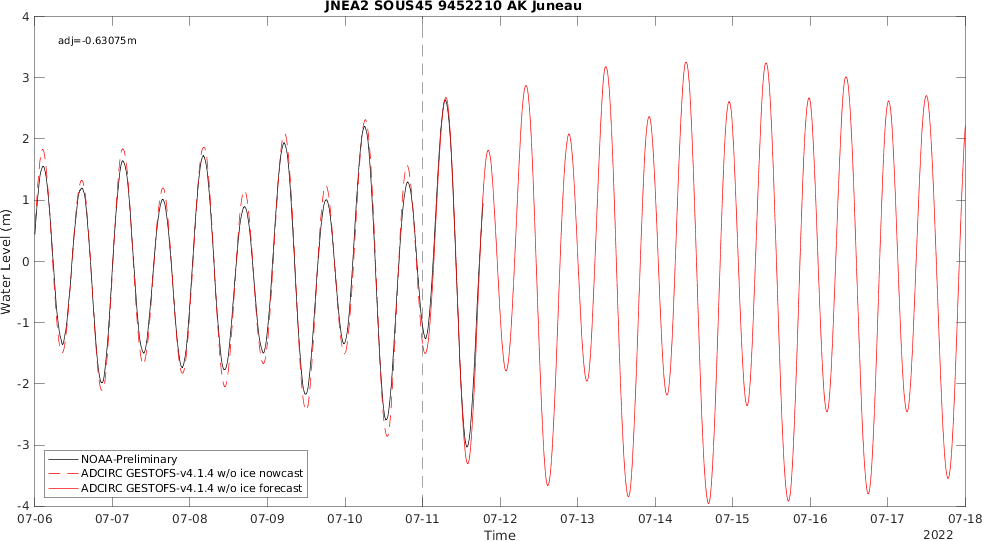 JNEA2 SOUS45 9452210 AK Juneau
adj=-0.63075m
4
3
2
1
0
-1
-2
-3
-4
Water Level (m)
NOAA-Preliminary
ADCIRC GESTOFS-v4.1.4 w/o ice nowcast
ADCIRC GESTOFS-v4.1.4 w/o ice forecast
07-06 07-07 07-08 07-09 07-10 07-11 07-12 07-13 07-14 07-15 07-16 07-17 07-18
Time
2022